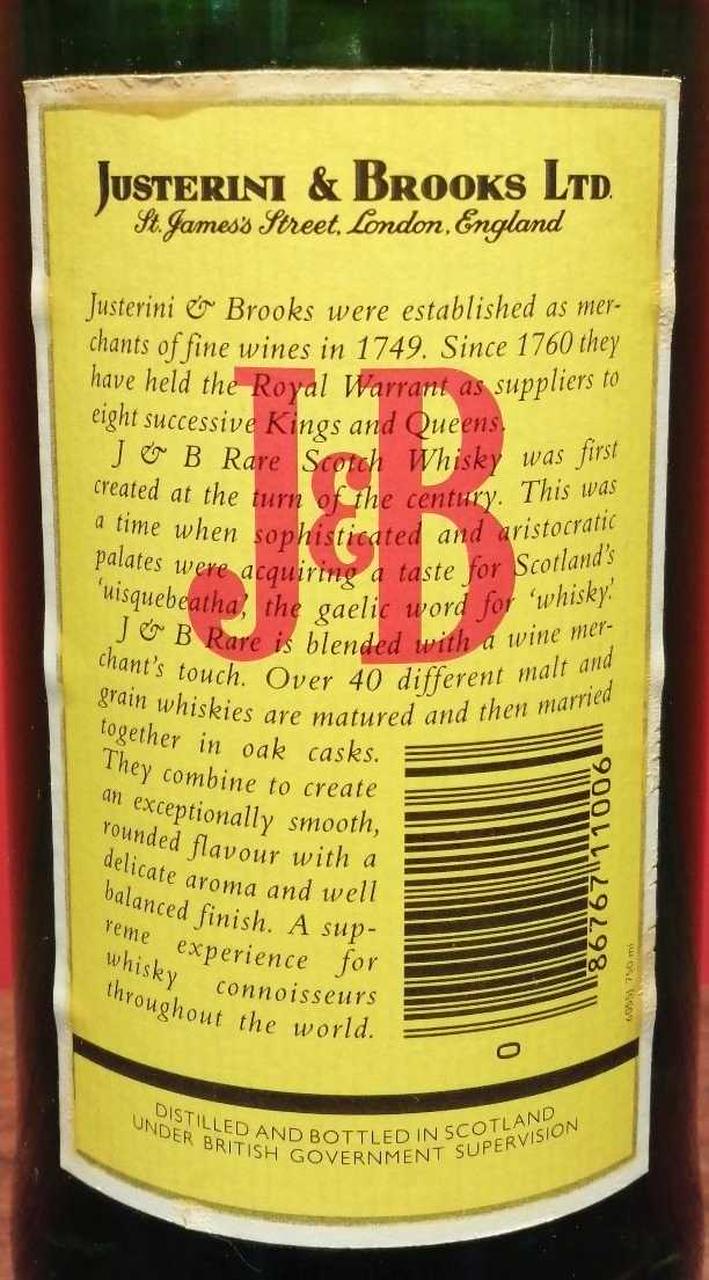 JUSTERINI & BROOKS LTD.
St. James's Street, London, England
Justerini & Brooks were established as mer-
chants of fine wines in 1749. Since 1760 they
have held the Royal Warrant as suppliers to
eight successive Kings and Queens.
J & B Rare Scotch Whisky was first
created at the turn of the century. This was
a time when sophisticated and aristocratic
palates were acquiring a taste for Scotland's
'uisquebeatha', the gaelic word for 'whisky.'
J & B Rare is blended with a wine mer-
chant's touch. Over 40 different malt and
grain whiskies are matured and then married
together in oak casks.
They combine to create
an exceptionally smooth,
rounded flavour with a
delicate aroma and well
balanced finish. A sup-
reme experience for
whisky connoisseurs
throughout the world.
J&B
0 86767 11006
750 ml
DISTILLED AND BOTTLED IN SCOTLAND
UNDER BRITISH GOVERNMENT SUPERVISION